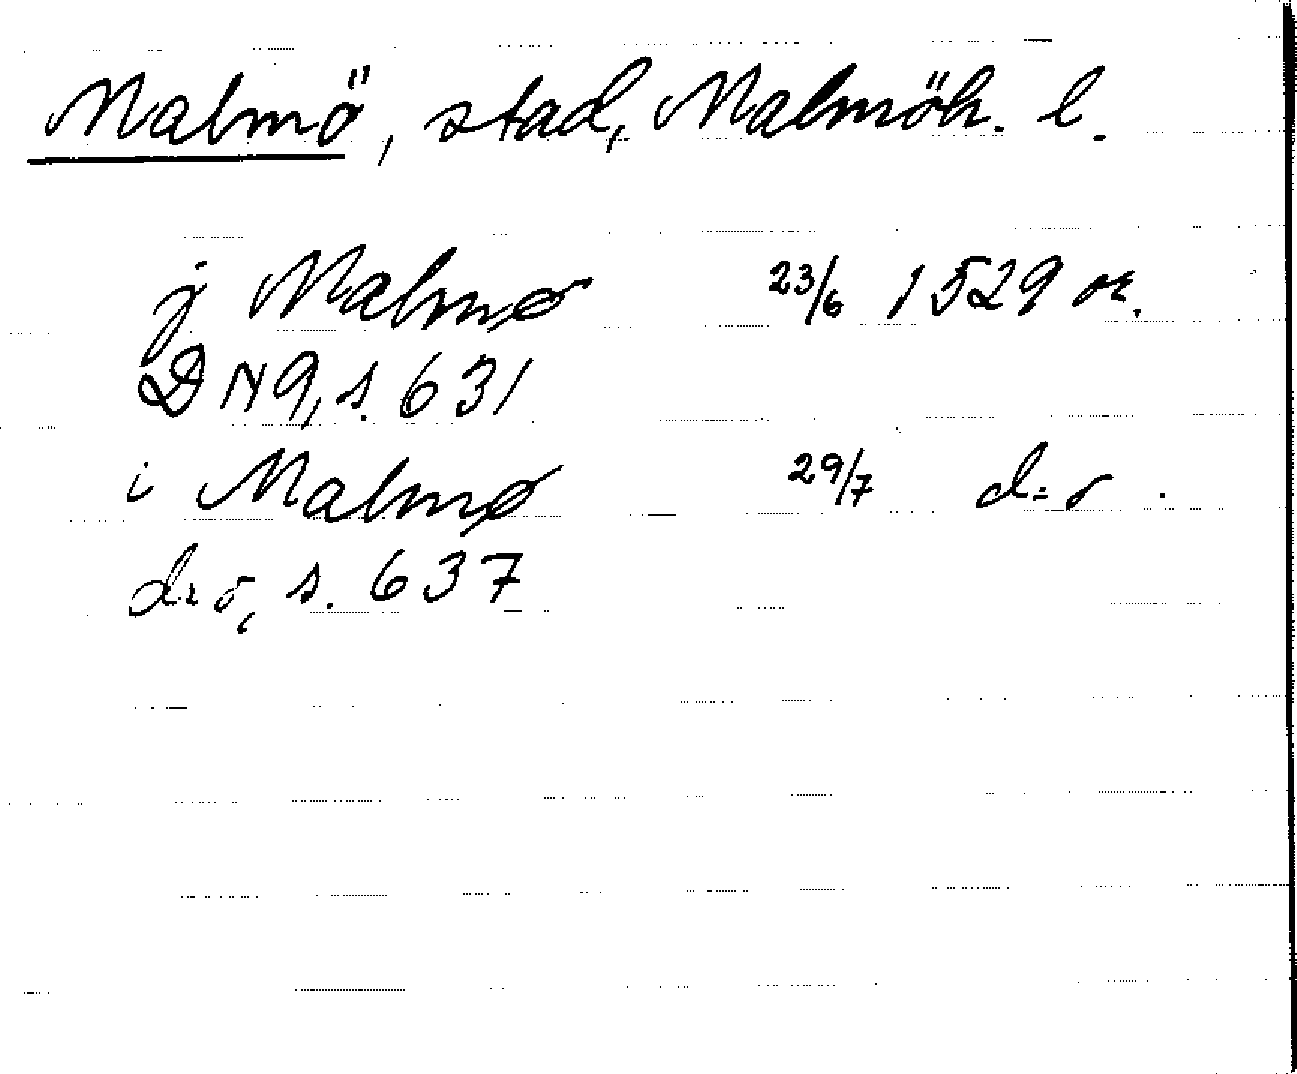 Malmö, stad, Malmöh. l.
j Malmø 23/6 1529 or.
DN 9, s. 631
i Malmø 29/7 d:o.
d:o, s. 637